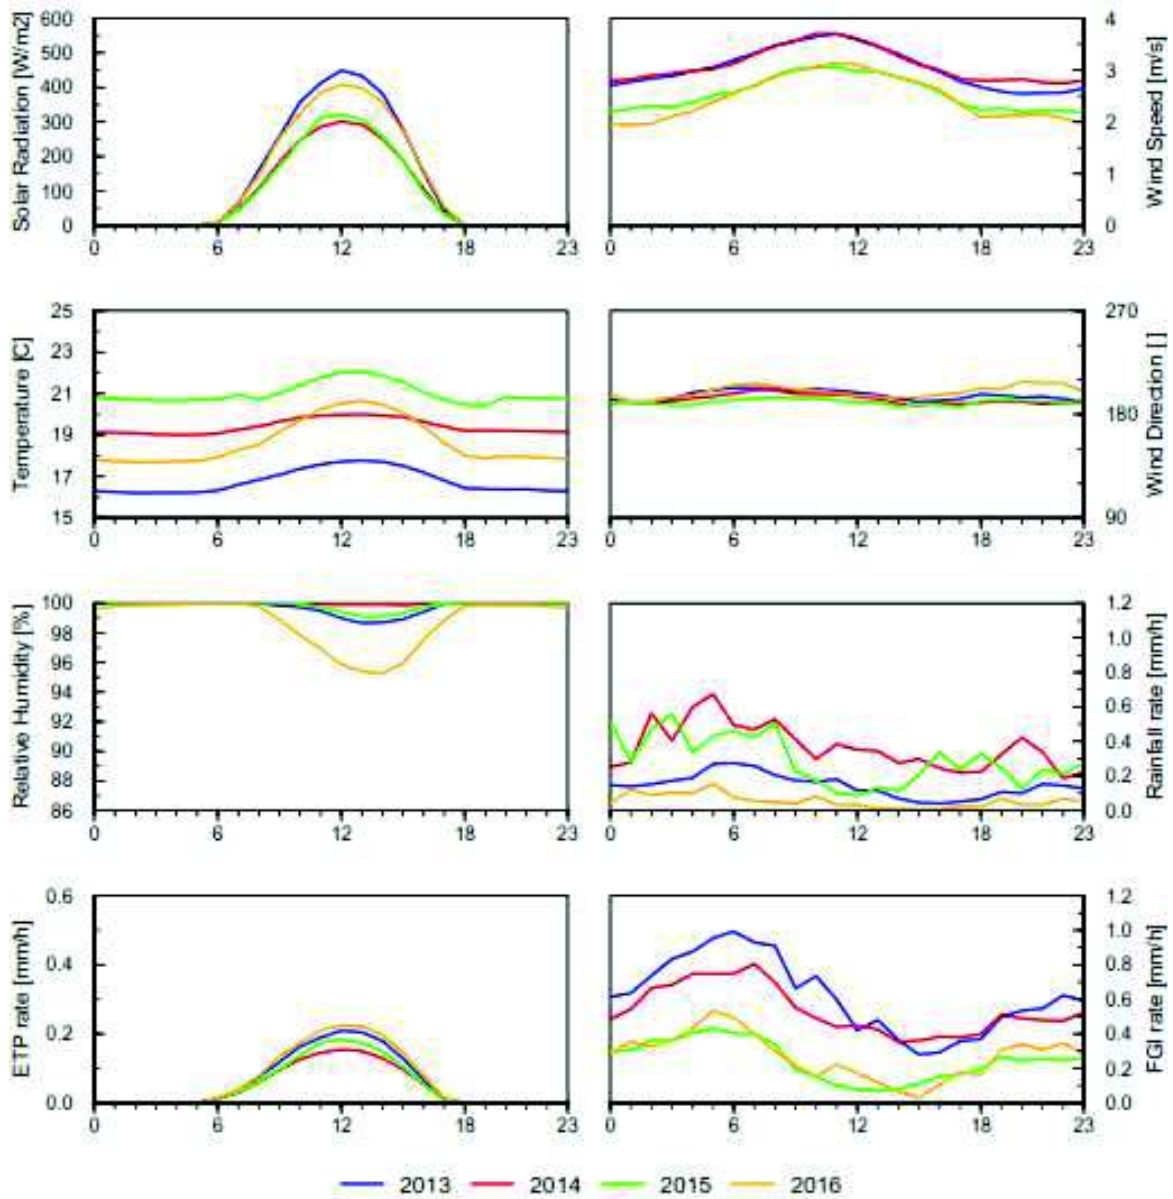 Solar Radiation [W/m2]
600
500
400
300
200
100
0
0 6 12 18 23
Wind Speed [m/s]
4
3
2
1
0
0 6 12 18 23
Temperature [C]
25
23
21
19
17
15
0 6 12 18 23
Wind Direction [ ]
270
180
90
0 6 12 18 23
Relative Humidity [%]
100
98
96
94
92
90
88
86
0 6 12 18 23
Rainfall rate [mm/h]
1.2
1.0
0.8
0.6
0.4
0.2
0.0
0 6 12 18 23
ETP rate [mm/h]
0.6
0.4
0.2
0.0
0 6 12 18 23
FGI rate [mm/h]
1.2
1.0
0.8
0.6
0.4
0.2
0.0
0 6 12 18 23
2013 2014 2015 2016